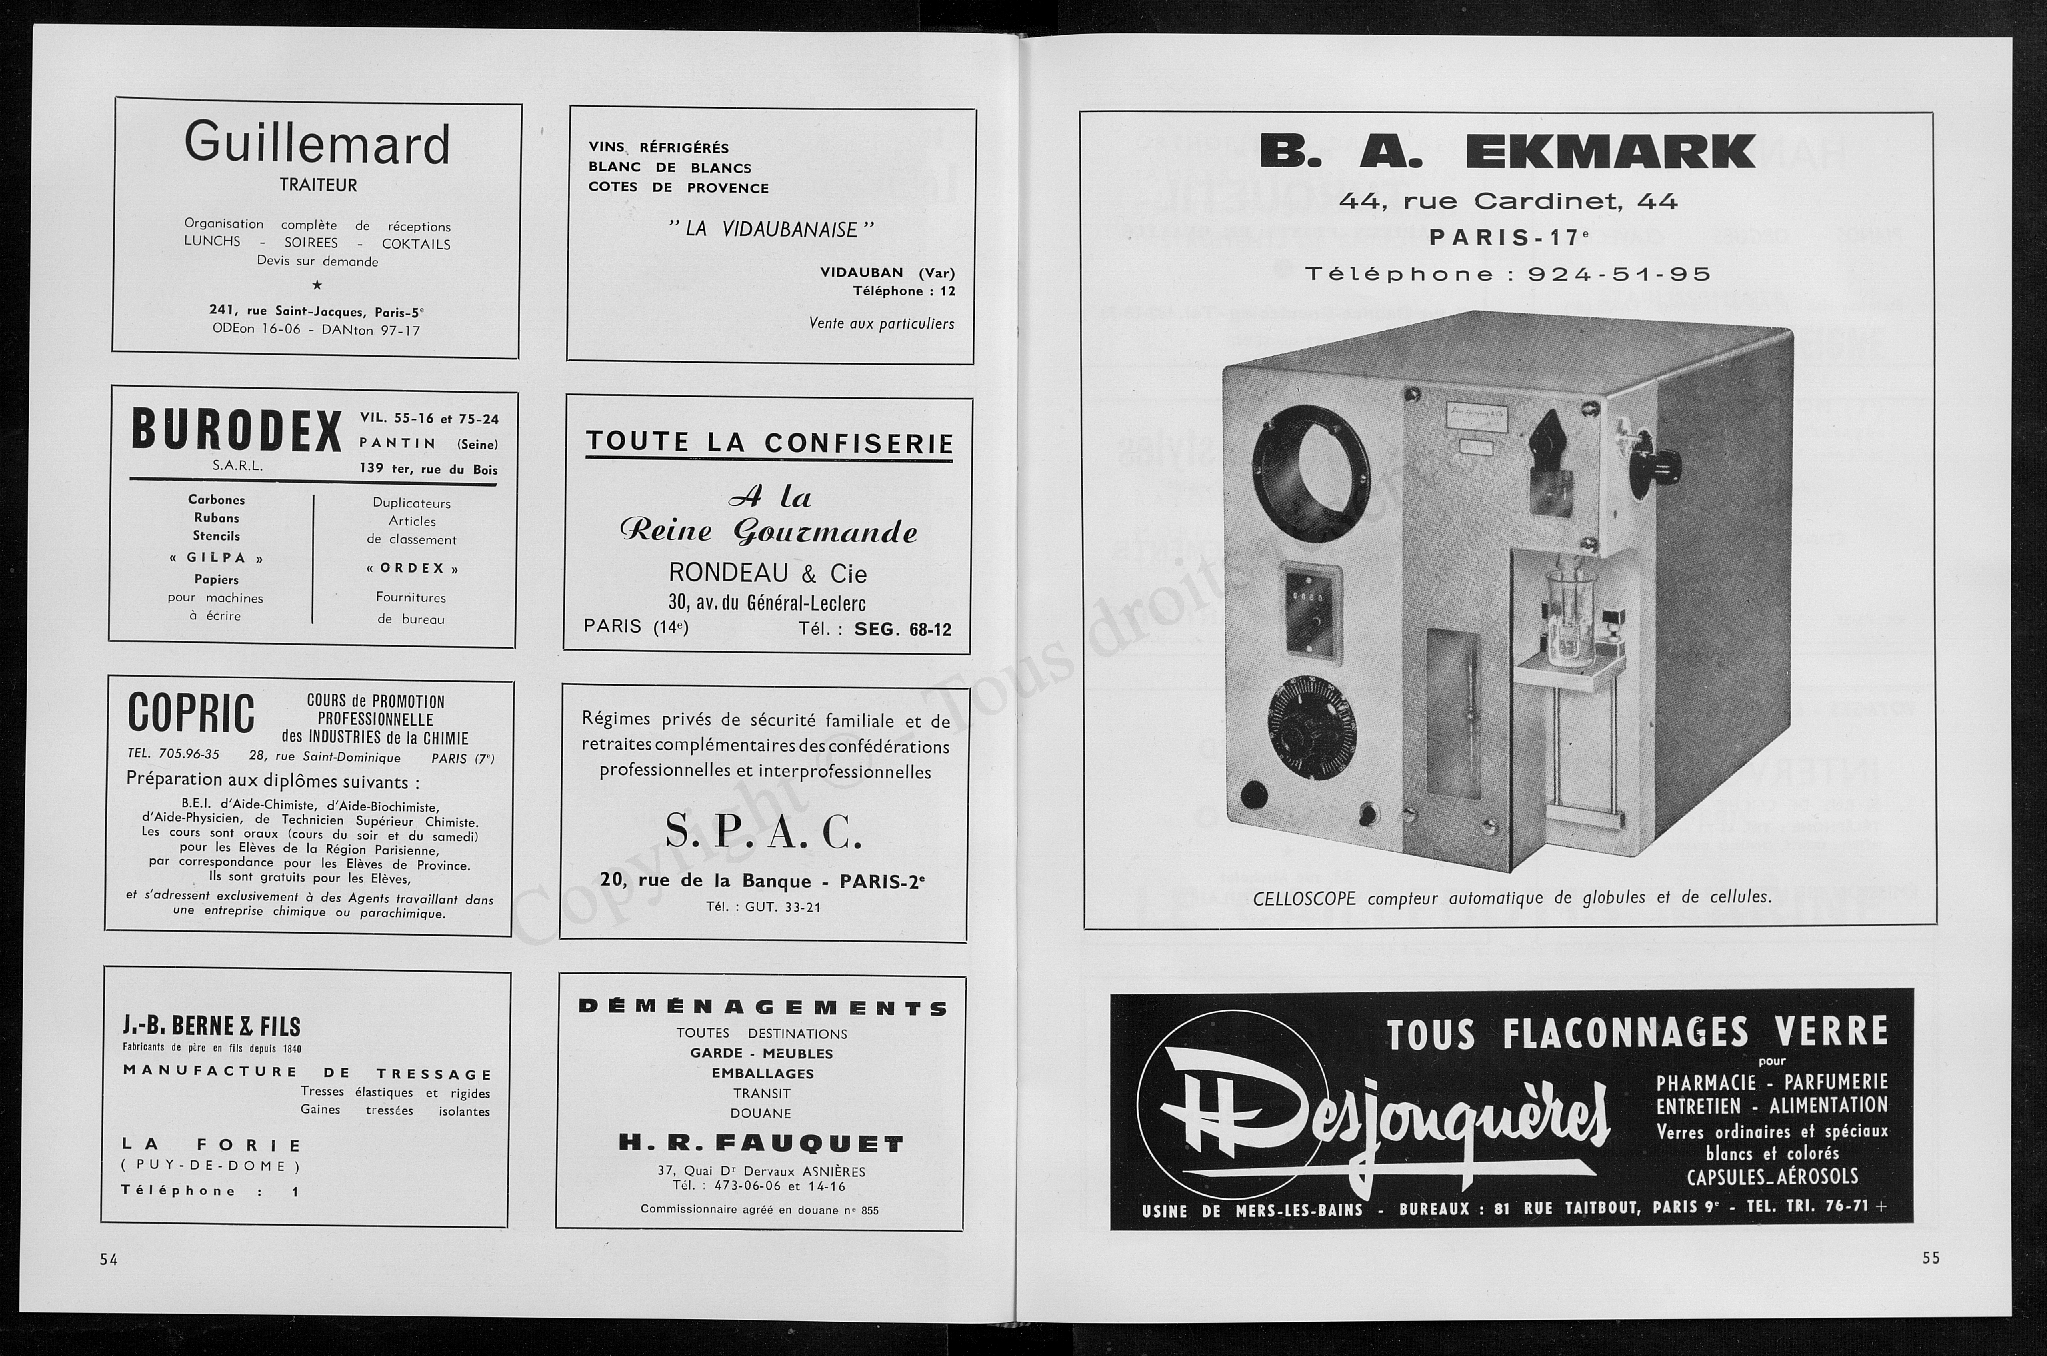 Guillemard
TRAITEUR
Organisation complète de réceptions
LUNCHS - SOIREES - COKTAILS
Devis sur demande
★
241, rue Saint-Jacques, Paris-5e
ODEon 16-06 - DANton 97-17
VINS RÉFRIGÉRÉS
BLANC DE BLANCS
COTES DE PROVENCE
" LA VIDAUBANAISE "
VIDAUBAN (Var)
Téléphone : 12
Vente aux particuliers
BURODEX
S.A.R.L.
VIL. 55-16 et 75-24
PANTIN (Seine)
139 ter, rue du Bois
Carbones
Rubans
Stencils
« GILPA »
Papiers
pour machines
à écrire
Duplicateurs
Articles
de classement
« ORDEX »
Fournitures
de bureau
TOUTE LA CONFISERIE
A la
Reine Gourmande
RONDEAU & Cie
30, av. du Général-Leclerc
PARIS (14e) Tél. : SEG. 68-12
COPRIC
COURS de PROMOTION
PROFESSIONNELLE
des INDUSTRIES de la CHIMIE
TEL. 705.96-35 28, rue Saint-Dominique PARIS (7e)
Préparation aux diplômes suivants :
B.E.I. d'Aide-Chimiste, d'Aide-Biochimiste,
d'Aide-Physicien, de Technicien Supérieur Chimiste.
Les cours sont oraux (cours du soir et du samedi)
pour les Elèves de la Région Parisienne,
par correspondance pour les Elèves de Province.
Ils sont gratuits pour les Elèves,
et s'adressent exclusivement à des Agents travaillant dans
une entreprise chimique ou parachimique.
Régimes privés de sécurité familiale et de
retraites complémentaires des confédérations
professionnelles et interprofessionnelles
S. P. A. C.
20, rue de la Banque - PARIS-2e
Tél. : GUT. 33-21
J.-B. BERNE & FILS
Fabricants de père en fils depuis 1840
MANUFACTURE DE TRESSAGE
Tresses élastiques et rigides
Gaines tressées isolantes
LA FORIE
(PUY-DE-DOME)
Téléphone : 1
DÉMÉNAGEMENTS
TOUTES DESTINATIONS
GARDE - MEUBLES
EMBALLAGES
TRANSIT
DOUANE
H. R. FAUQUET
37, Quai Dr Dervaux ASNIÈRES
Tél. : 473-06-06 et 14-16
Commissionnaire agréé en douane n° 855
54
B. A. EKMARK
44, rue Cardinet, 44
PARIS-17e
Téléphone : 924-51-95
CELLOSCOPE compteur automatique de globules et de cellules.
TOUS FLACONNAGES VERRE
pour
PHARMACIE - PARFUMERIE
ENTRETIEN - ALIMENTATION
Verres ordinaires et spéciaux
blancs et colorés
CAPSULES-AÉROSOLS
H Desjonquères
USINE DE MERS-LES-BAINS - BUREAUX : 81 RUE TAITBOUT, PARIS 9e - TEL. TRI. 76-71 +
55
Copyright © - Tous droits